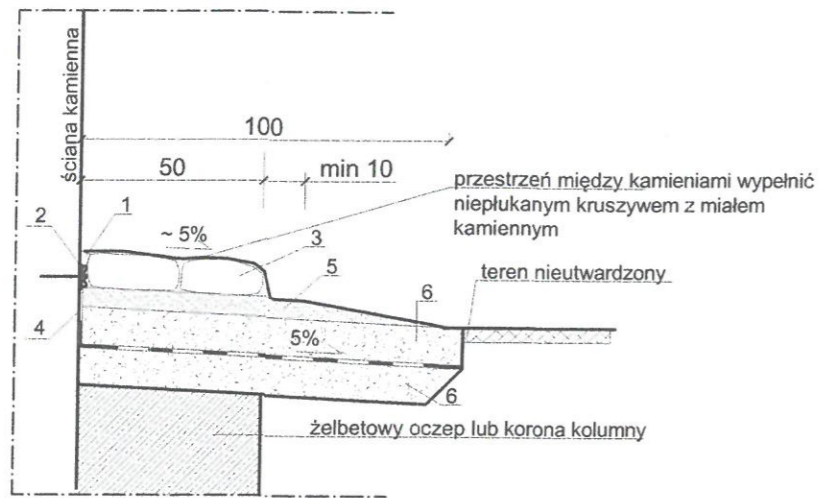 ściana kamienna
100
50
min 10
przestrzeń między kamieniami wypełnić
niepłukanym kruszywem z miałem
kamiennym
2
1
~ 5%
3
5
teren nieutwardzony
6
4
5%
6
żelbetowy oczep lub korona kolumny